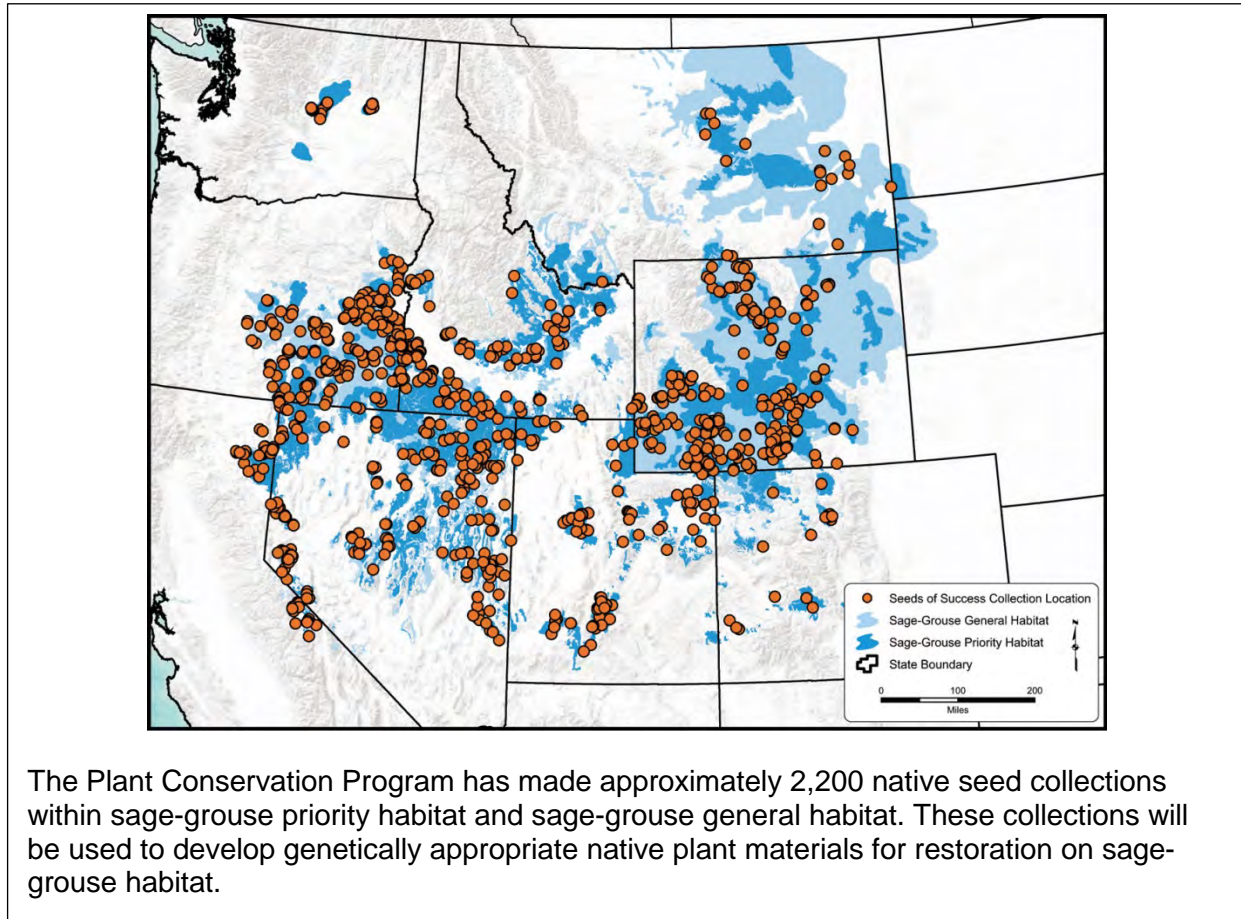 Seeds of Success Collection Location
Sage-Grouse General Habitat
Sage-Grouse Priority Habitat
State Boundary
N
0 100 200
Miles
The Plant Conservation Program has made approximately 2,200 native seed collections
within sage-grouse priority habitat and sage-grouse general habitat. These collections will
be used to develop genetically appropriate native plant materials for restoration on sage-
grouse habitat.